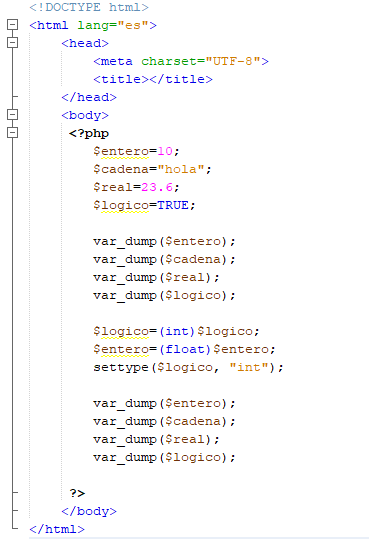 <!DOCTYPE html>
<html lang="es">
<head>
<meta charset="UTF-8">
<title></title>
</head>
<body>
<?php
$entero=10;
$cadena="hola";
$real=23.6;
$logico=TRUE;
var_dump($entero);
var_dump($cadena);
var_dump($real);
var_dump($logico);
$logico=(int)$logico;
$entero=(float)$entero;
settype($logico, "int");
var_dump($entero);
var_dump($cadena);
var_dump($real);
var_dump($logico);
?>
</body>
</html>